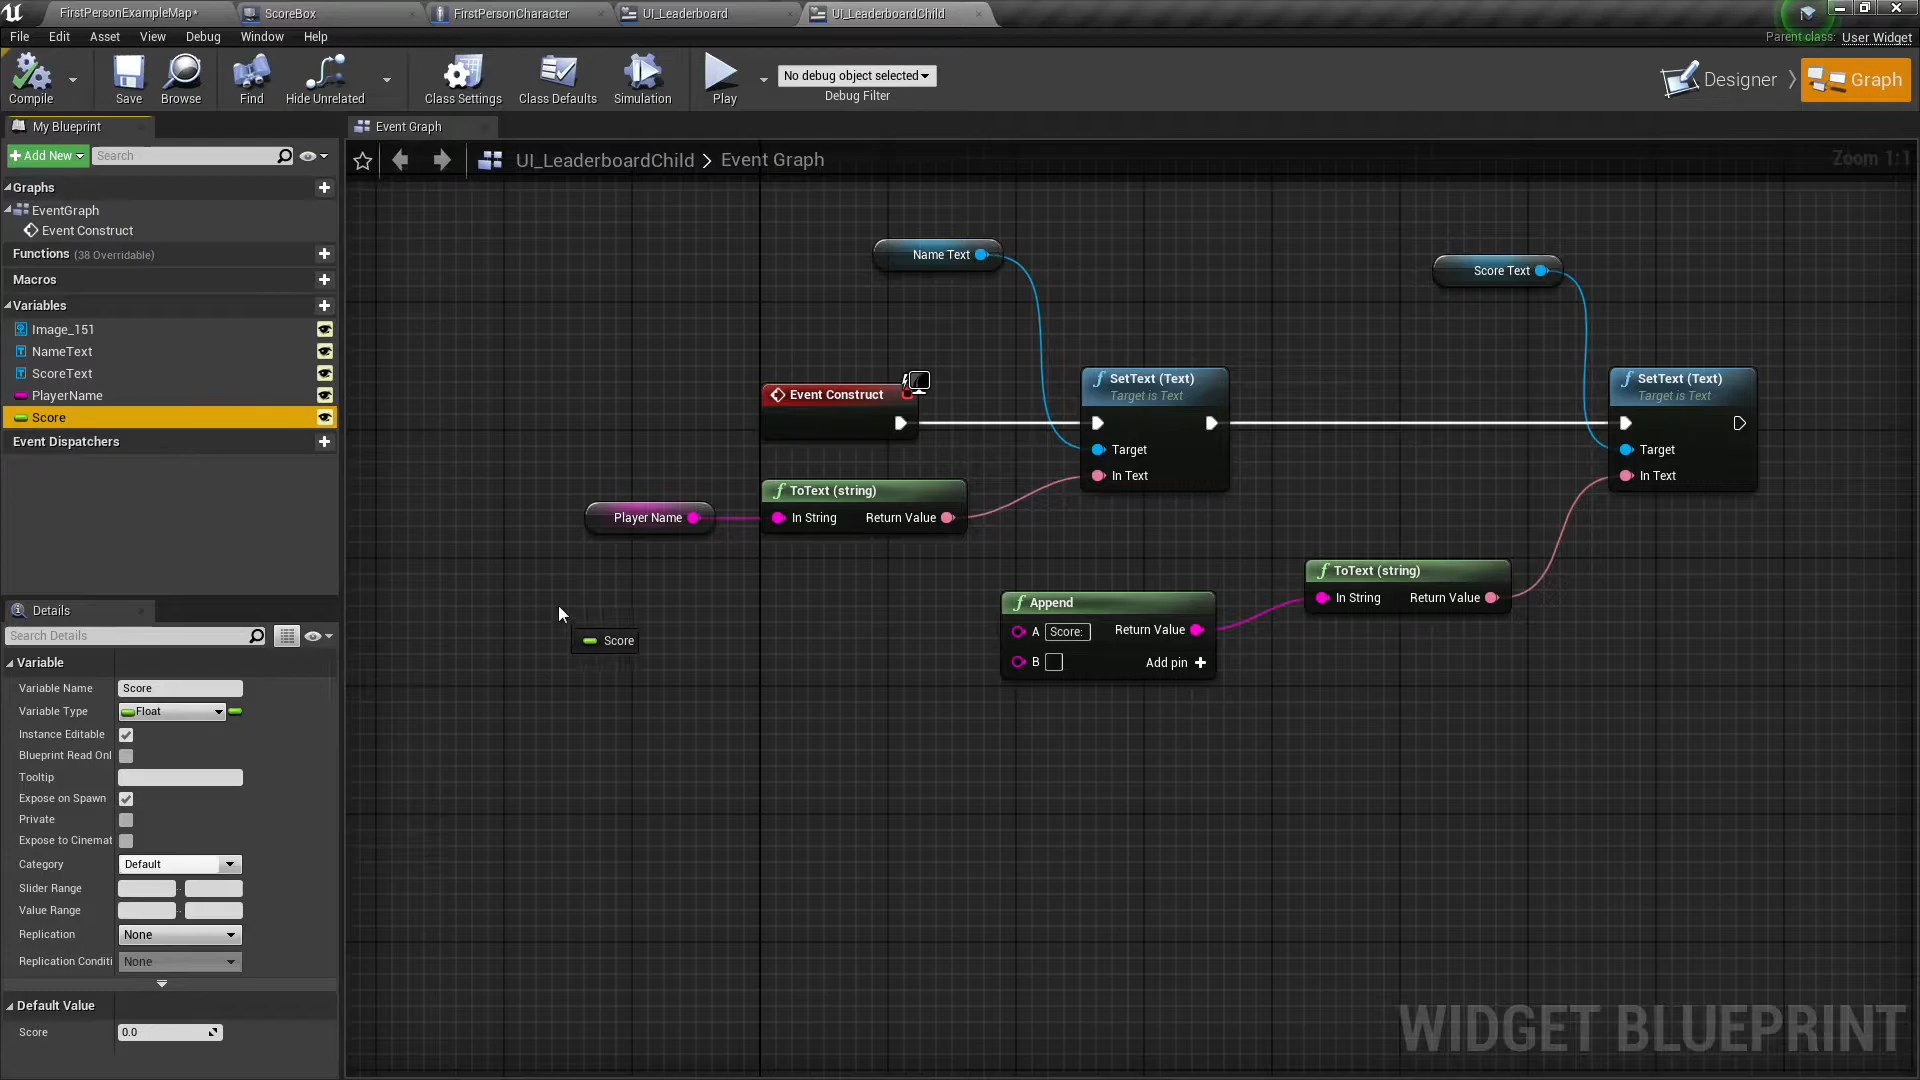 FirstPersonExampleMap*
ScoreBox
FirstPersonCharacter
UI_Leaderboard
UI_LeaderboardChild
File Edit Asset View Debug Window Help
Parent class: User Widget
Compile
Save
Browse
Find
Hide Unrelated
Class Settings
Class Defaults
Simulation
Play
No debug object selected
Debug Filter
Designer
Graph
My Blueprint
Event Graph
Add New
Search
UI_LeaderboardChild > Event Graph
Zoom 1:1
Graphs
EventGraph
Event Construct
Functions (38 Overridable)
Macros
Variables
Image_151
NameText
ScoreText
PlayerName
Score
Event Dispatchers
Name Text
Score Text
Event Construct
SetText (Text)
Target is Text
Target
In Text
SetText (Text)
Target is Text
Target
In Text
Player Name
ToText (string)
In String Return Value
ToText (string)
In String Return Value
Append
A Score: Return Value
B Add pin
Score
Details
Search Details
Variable
Variable Name Score
Variable Type Float
Instance Editable
Blueprint Read Onl
Tooltip
Expose on Spawn
Private
Expose to Cinemat
Category Default
Slider Range
Value Range
Replication None
Replication Conditi None
Default Value
Score 0.0
WIDGET BLUEPRINT